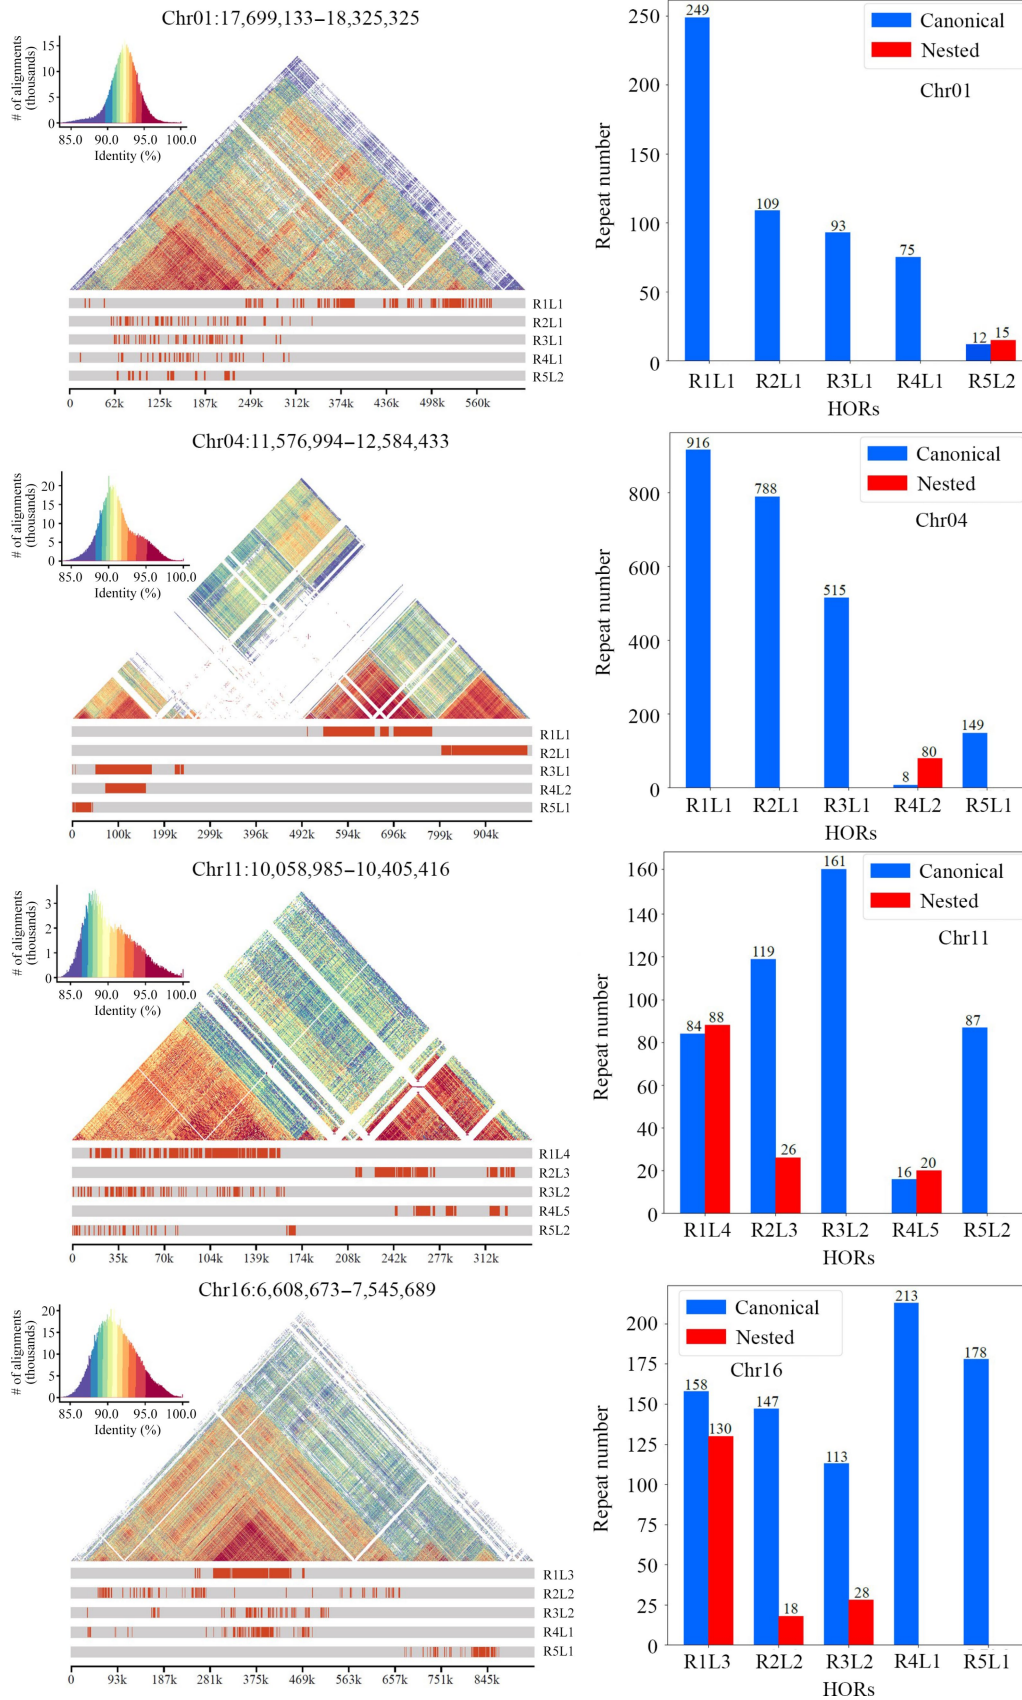 Chr01:17,699,133–18,325,325
# of alignments
(thousands)
15
10
5
0
85.0 90.0 95.0 100.0
Identity (%)
R1L1
R2L1
R3L1
R4L1
R5L2
0 62k 125k 187k 249k 312k 374k 436k 498k 560k
Canonical
Nested
Chr01
Repeat number
250
200
150
100
50
0
249
109
93
75
12 15
R1L1 R2L1 R3L1 R4L1 R5L2
HORs
Chr04:11,576,994–12,584,433
# of alignments
(thousands)
20
15
10
5
0
85.0 90.0 95.0 100.0
Identity (%)
R1L1
R2L1
R3L1
R4L2
R5L1
0 100k 199k 299k 396k 492k 594k 696k 799k 904k
Canonical
Nested
Chr04
Repeat number
800
600
400
200
0
916
788
515
8 80
149
R1L1 R2L1 R3L1 R4L2 R5L1
HORs
Chr11:10,058,985–10,405,416
# of alignments
(thousands)
3
2
1
0
85.0 90.0 95.0 100.0
Identity (%)
R1L4
R2L3
R3L2
R4L5
R5L2
0 35k 70k 104k 139k 174k 208k 242k 277k 312k
Canonical
Nested
Chr11
Repeat number
160
140
120
100
80
60
40
20
0
84 88
119
26
161
16 20
87
R1L4 R2L3 R3L2 R4L5 R5L2
HORs
Chr16:6,608,673–7,545,689
# of alignments
(thousands)
20
15
10
5
0
85.0 90.0 95.0 100.0
Identity (%)
R1L3
R2L2
R3L2
R4L1
R5L1
0 93k 187k 281k 375k 469k 563k 657k 751k 845k
Canonical
Nested
Chr16
Repeat number
200
175
150
125
100
75
50
25
0
158
130
147
18
113
28
213
178
R1L3 R2L2 R3L2 R4L1 R5L1
HORs